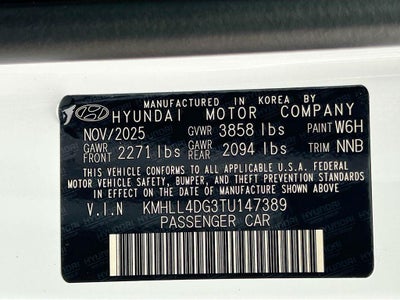 MANUFACTURED IN KOREA BY
HYUNDAI MOTOR COMPANY
NOV/2025 GVWR 3858 lbs PAINT W6H
GAWR FRONT 2271 lbs GAWR REAR 2094 lbs TRIM NNB
THIS VEHICLE CONFORMS TO ALL APPLICABLE U.S.A. FEDERAL
MOTOR VEHICLE SAFETY, BUMPER, AND THEFT PREVENTION
STANDARDS IN EFFECT ON THE DATE OF MANUFACTURE SHOWN ABOVE.
V.I.N KMHLL4DG3TU147389
PASSENGER CAR